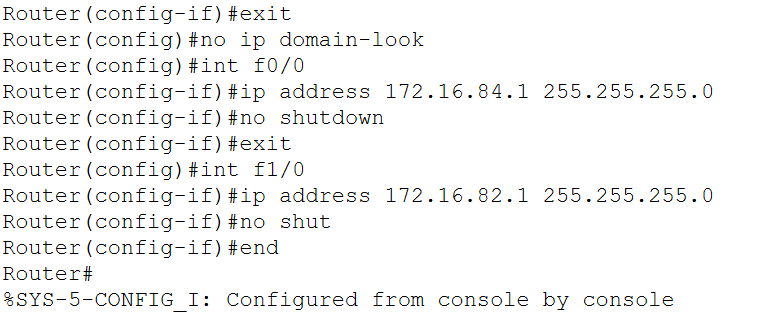 Router(config-if)#exit
Router(config)#no ip domain-look
Router(config)#int f0/0
Router(config-if)#ip address 172.16.84.1 255.255.255.0
Router(config-if)#no shutdown
Router(config-if)#exit
Router(config)#int f1/0
Router(config-if)#ip address 172.16.82.1 255.255.255.0
Router(config-if)#no shut
Router(config-if)#end
Router#
%SYS-5-CONFIG_I: Configured from console by console